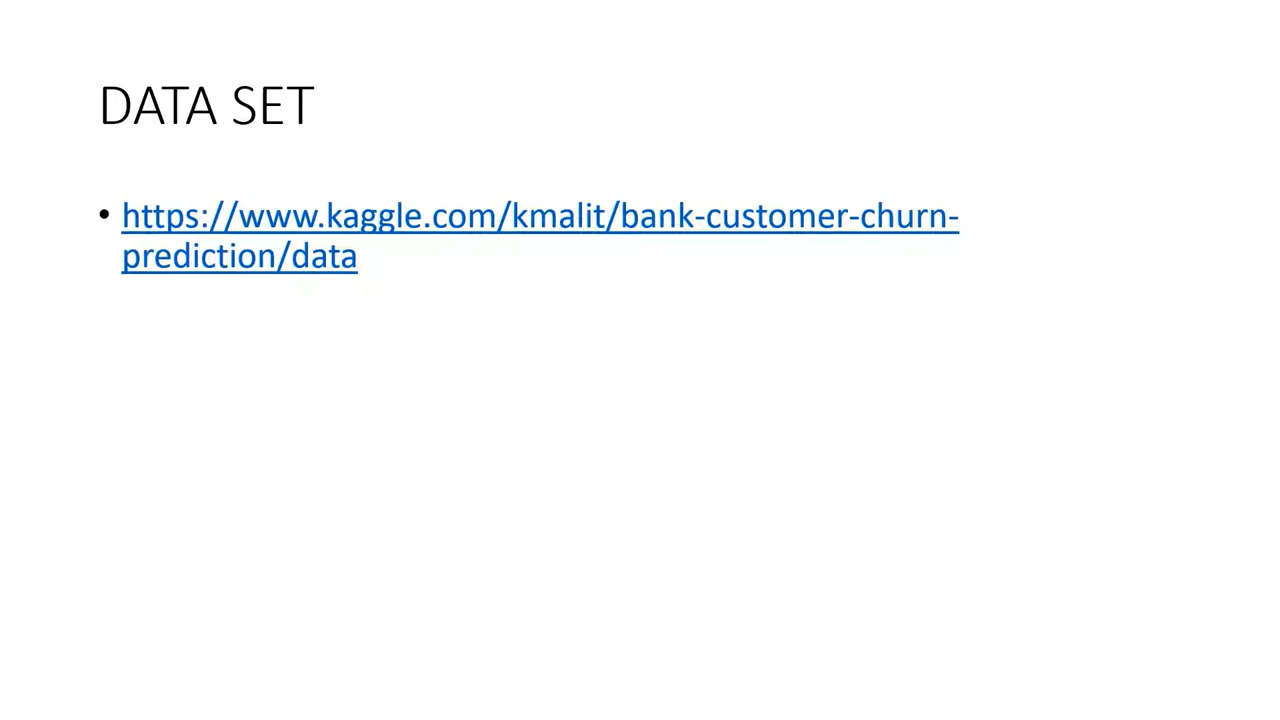 DATA SET
• https://www.kaggle.com/kmalit/bank-customer-churn-
prediction/data